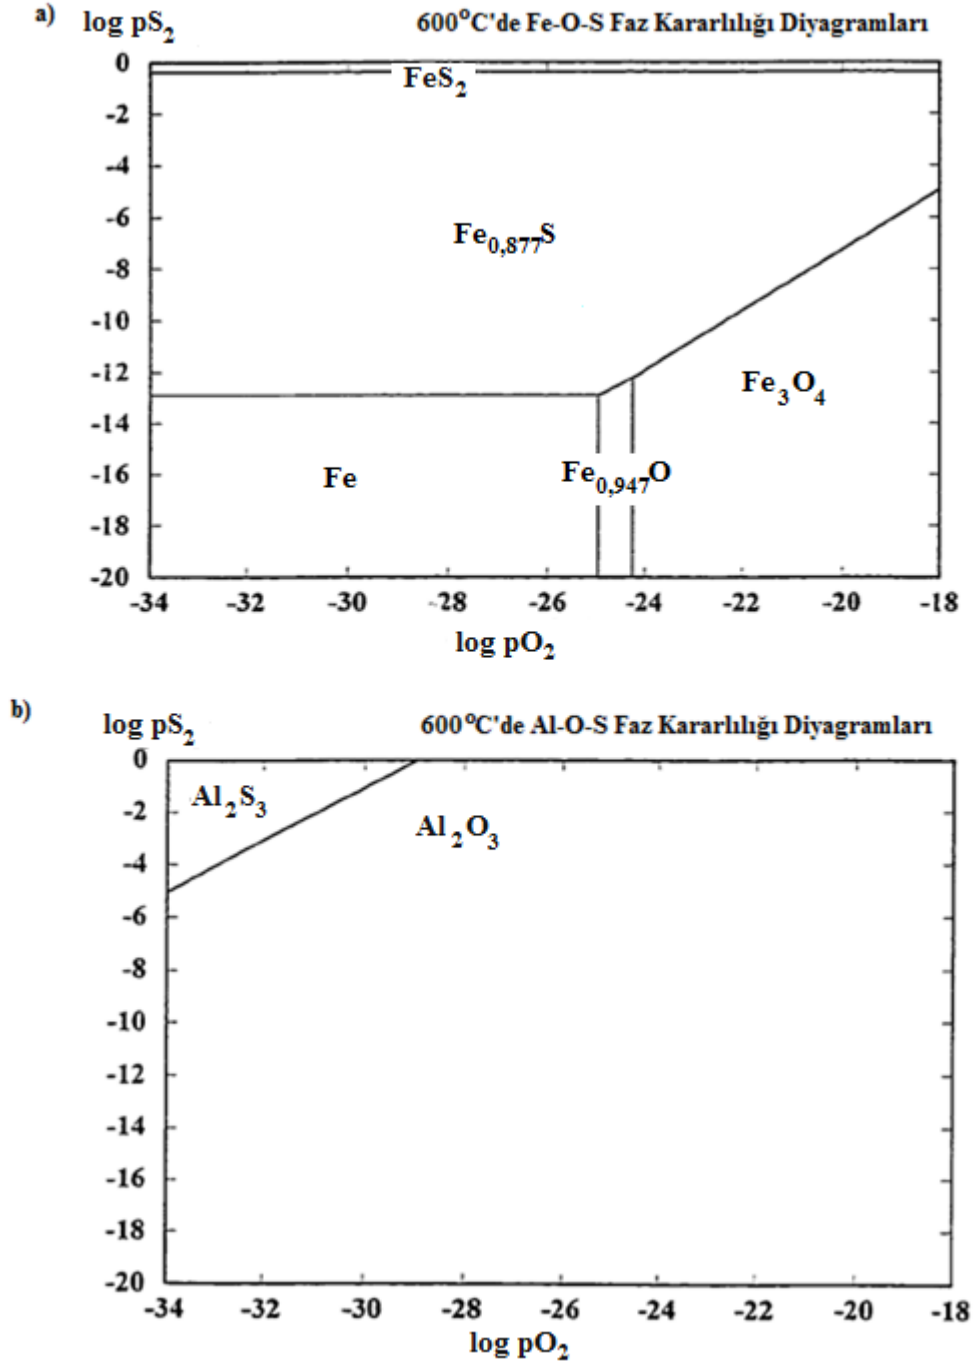 a)
log pS2
600°C'de Fe-O-S Faz Kararlılığı Diyagramları
0
FeS2
-2
-4
-6
Fe0,877S
-8
-10
-12
Fe3O4
-14
-16
Fe
Fe0,947O
-18
-20
-34 -32 -30 -28 -26 -24 -22 -20 -18
log pO2
b)
log pS2
600°C'de Al-O-S Faz Kararlılığı Diyagramları
0
Al2S3
-2
Al2O3
-4
-6
-8
-10
-12
-14
-16
-18
-20
-34 -32 -30 -28 -26 -24 -22 -20 -18
log pO2